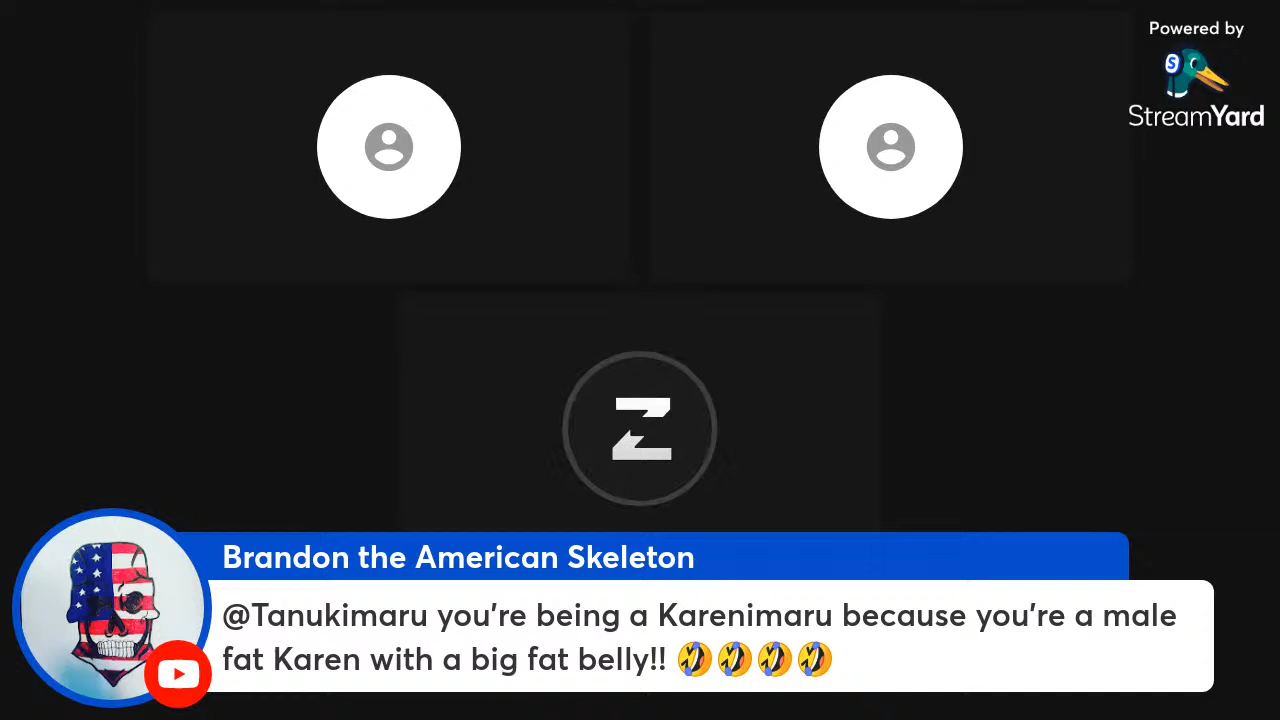 Powered by
StreamYard
Brandon the American Skeleton
@Tanukimaru you're being a Karenimaru because you're a male
fat Karen with a big fat belly!! 🤣🤣🤣🤣